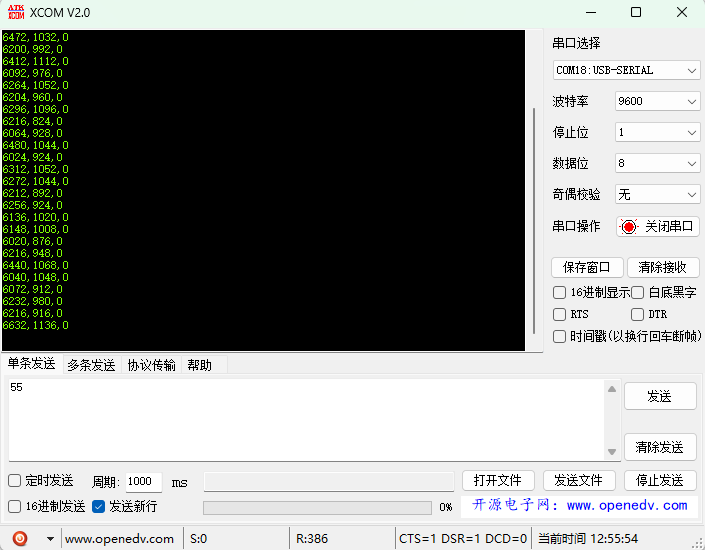 ATK
XCOM XCOM V2.0
6472,1032,0
6200,992,0
6412,1112,0
6092,976,0
6264,1052,0
6204,960,0
6296,1096,0
6216,824,0
6064,928,0
6480,1044,0
6024,924,0
6312,1052,0
6272,1044,0
6212,892,0
6256,924,0
6136,1020,0
6148,1008,0
6020,876,0
6216,948,0
6440,1068,0
6040,1048,0
6072,912,0
6232,980,0
6216,916,0
6632,1136,0
串口选择
COM18:USB-SERIAL
波特率 9600
停止位 1
数据位 8
奇偶校验 无
串口操作 关闭串口
保存窗口 清除接收
16进制显示 白底黑字
RTS DTR
时间戳(以换行回车断帧)
单条发送 多条发送 协议传输 帮助
55
发送
清除发送
定时发送 周期: 1000 ms 打开文件 发送文件 停止发送
16进制发送 发送新行 0% 开源电子网: www.openedv.com
www.openedv.com S:0 R:386 CTS=1 DSR=1 DCD=0 当前时间 12:55:54